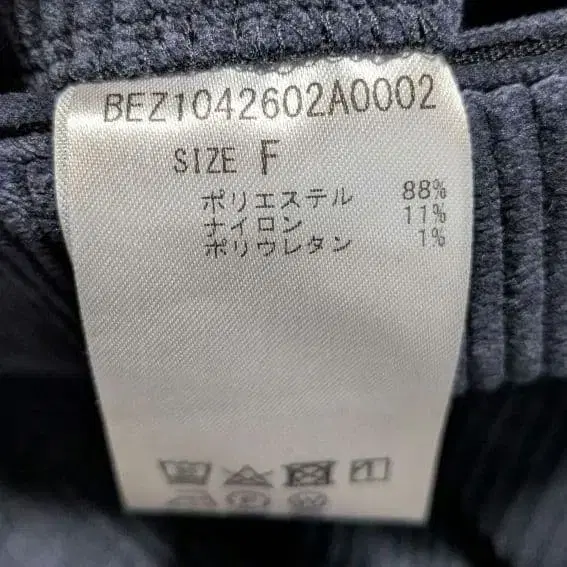 BEZ1042602A0002
SIZE F
ポリエステル 88%
ナイロン 11%
ポリウレタン 1%